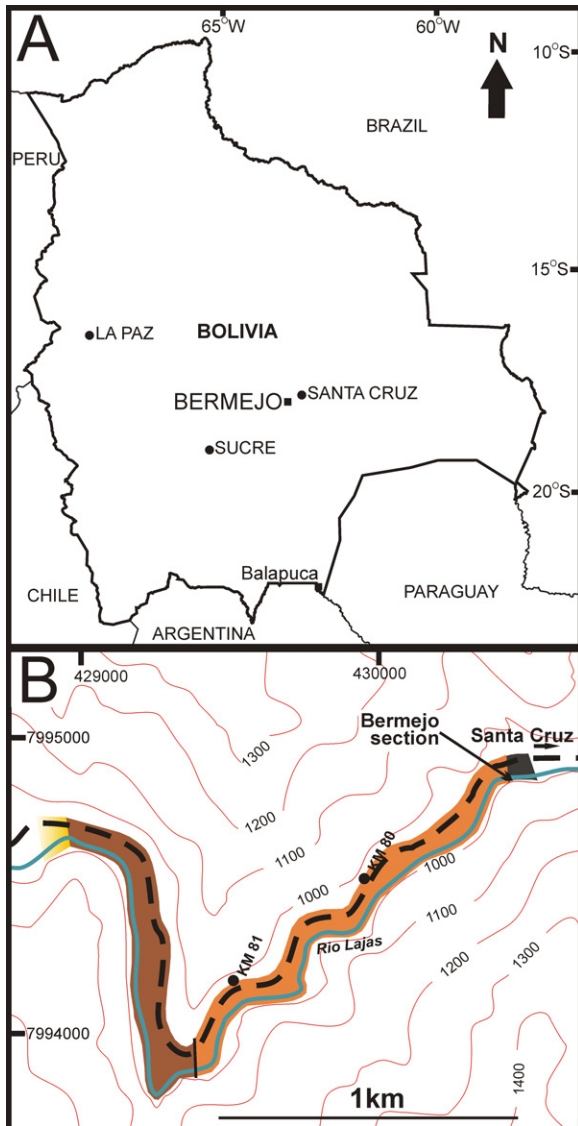 A
65°W
60°W
N
10°S
BRAZIL
PERU
15°S
LA PAZ
BOLIVIA
BERMEJO
SANTA CRUZ
SUCRE
20°S
Balapuca
CHILE
PARAGUAY
ARGENTINA
B
429000
430000
7995000
Bermejo
section
Santa Cruz
1300
1200
1100
1000
KM 80
1000
1100
1200
1300
Rio Lajas
KM 81
7994000
1km
1400